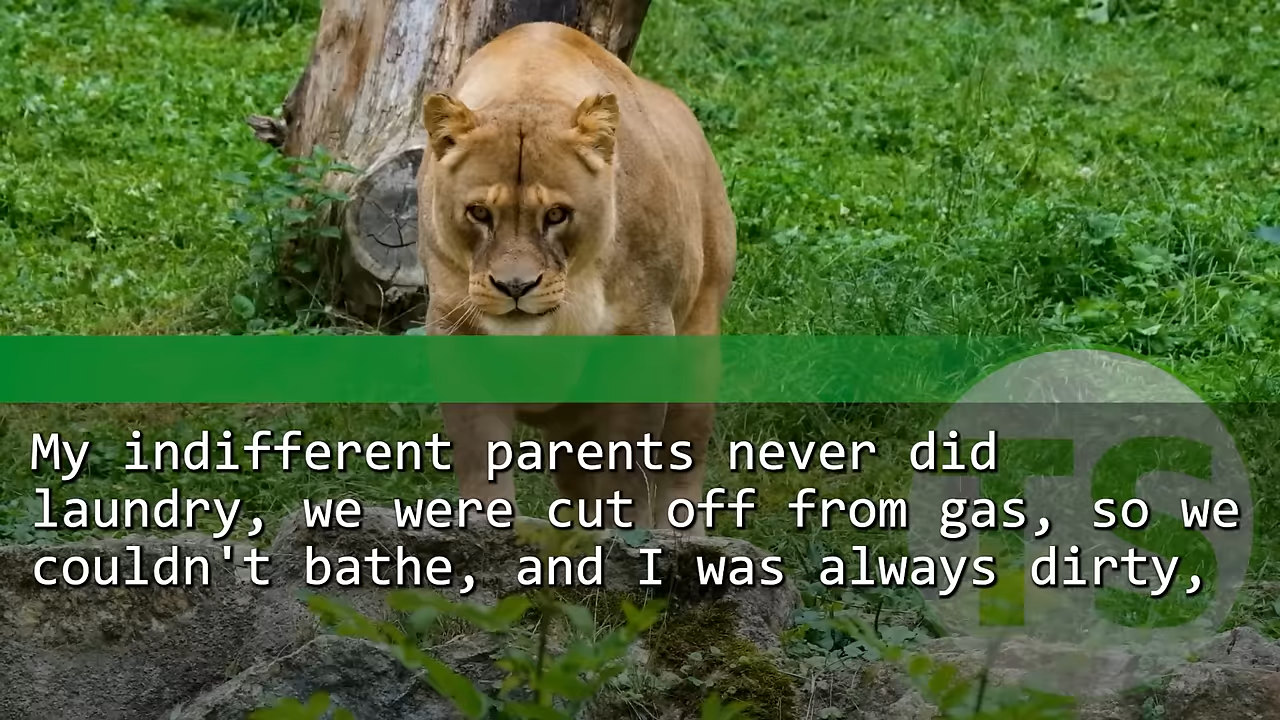 My indifferent parents never did
laundry, we were cut off from gas, so we
couldn't bathe, and I was always dirty,
TS